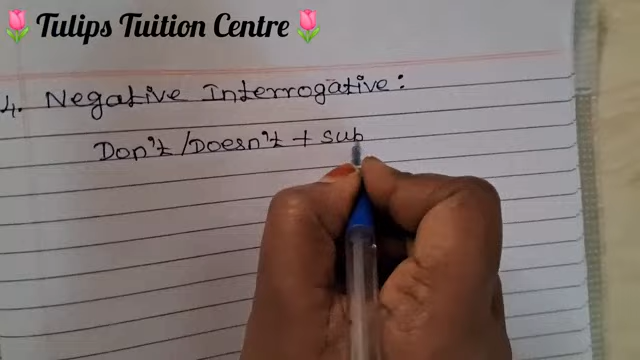 🌷Tulips Tuition Centre🌷
4. Negative Interrogative:
Don't /Doesn't + sub